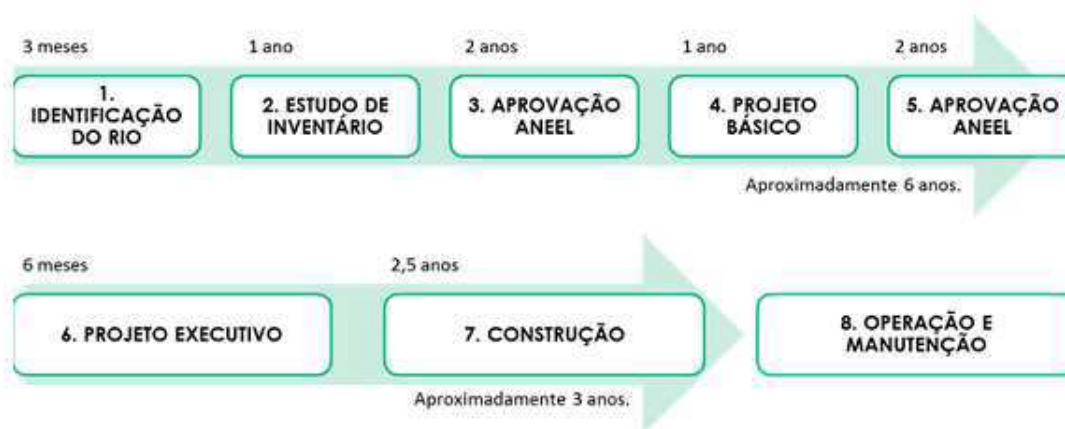 3 meses
1 ano
2 anos
1 ano
2 anos
1.
IDENTIFICAÇÃO
DO RIO
2. ESTUDO DE
INVENTÁRIO
3. APROVAÇÃO
ANEEL
4. PROJETO
BÁSICO
5. APROVAÇÃO
ANEEL
Aproximadamente 6 anos.
6 meses
2,5 anos
6. PROJETO EXECUTIVO
7. CONSTRUÇÃO
8. OPERAÇÃO E
MANUTENÇÃO
Aproximadamente 3 anos.